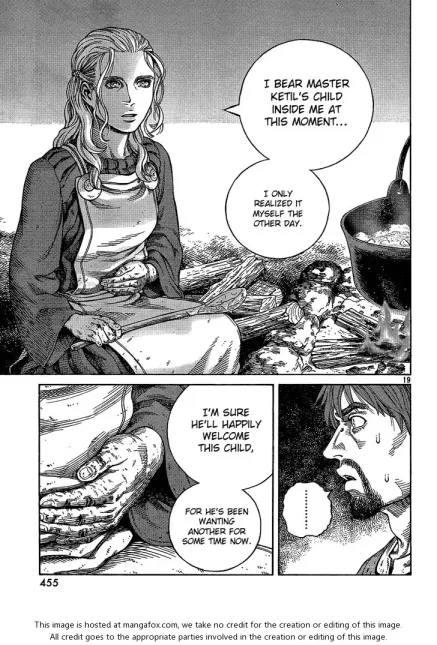 I BEAR MASTER
KETIL'S CHILD
INSIDE ME AT
THIS MOMENT...
I ONLY
REALIZED IT
MYSELF THE
OTHER DAY.
19
I'M SURE
HE'LL HAPPILY
WELCOME
THIS CHILD,
FOR HE'S BEEN
WANTING
ANOTHER FOR
SOME TIME NOW.
.........
455
This image is hosted at mangafox.com, we take no credit for the creation or editing of this image.
All credit goes to the appropriate parties involved in the creation or editing of this image.